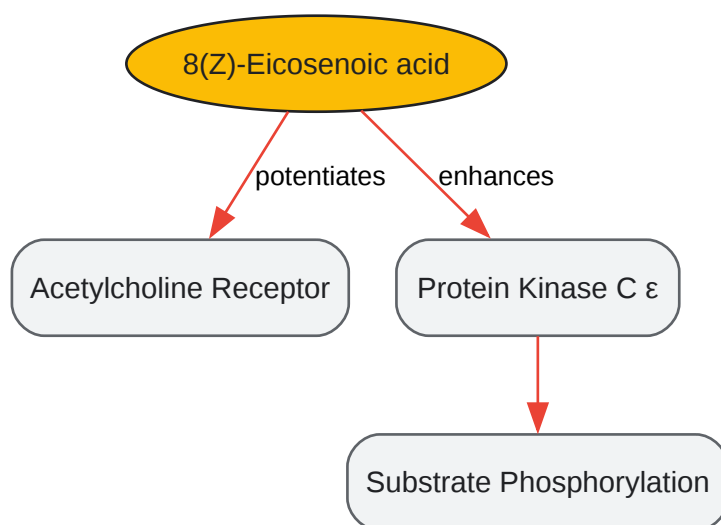 8(Z)-Eicosenoic acid
potentiates
enhances
Acetylcholine Receptor
Protein Kinase C ε
Substrate Phosphorylation